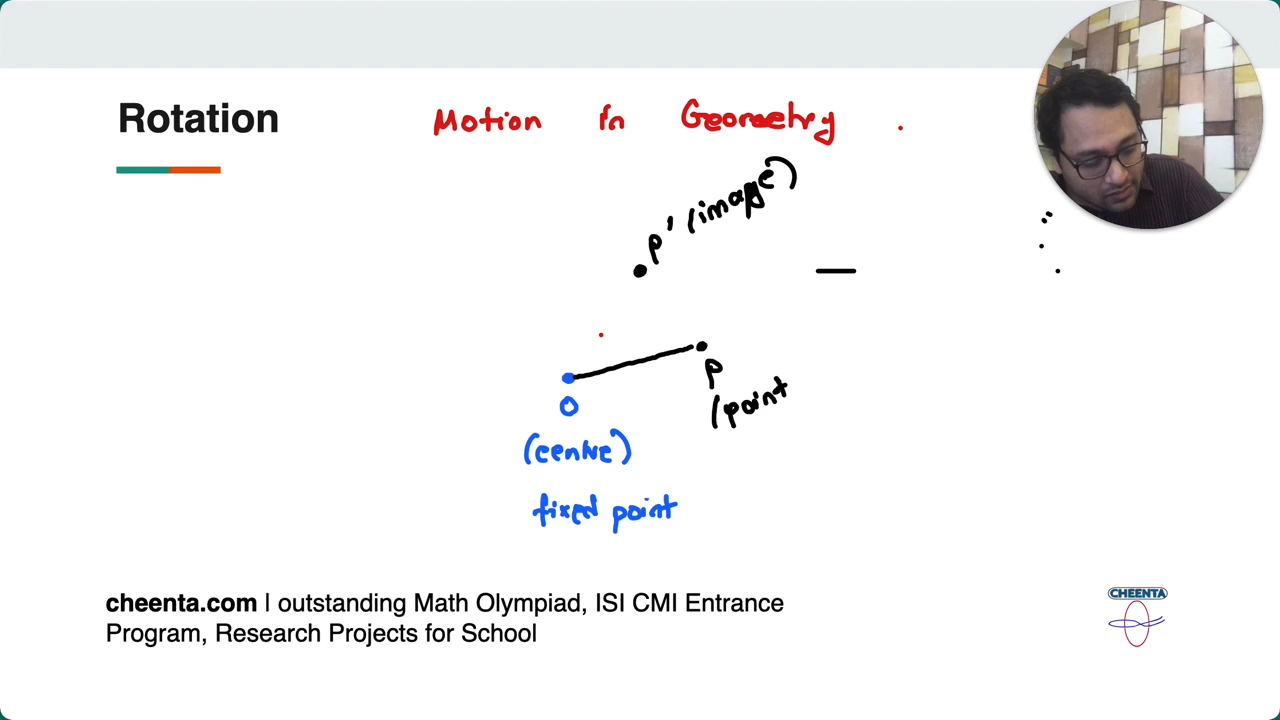 Rotation
Motion in Geometry .
P' (image)
P
(point
O
(centre)
fixed point
cheenta.com | outstanding Math Olympiad, ISI CMI Entrance
Program, Research Projects for School
CHEENTA